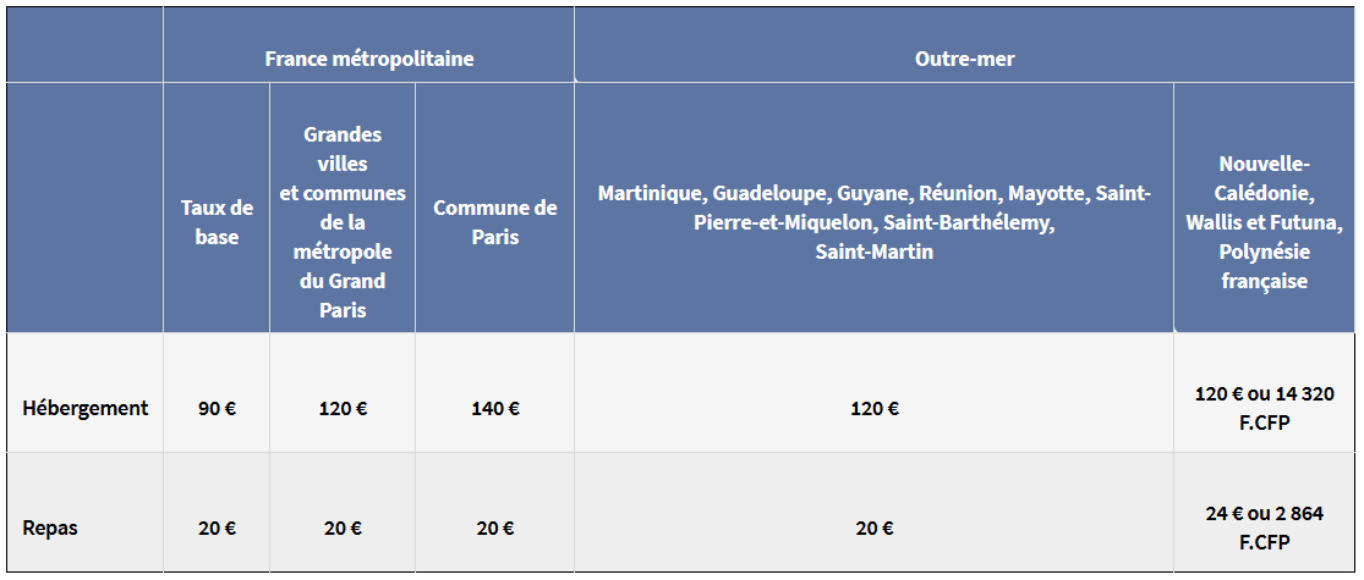 France métropolitaine
Outre-mer
Taux de
base
Grandes
villes
et communes
de la
métropole
du Grand
Paris
Commune de
Paris
Martinique, Guadeloupe, Guyane, Réunion, Mayotte, Saint-
Pierre-et-Miquelon, Saint-Barthélemy,
Saint-Martin
Nouvelle-
Calédonie,
Wallis et Futuna,
Polynésie
française
Hébergement
90 €
120 €
140 €
120 €
120 € ou 14 320
F.CFP
Repas
20 €
20 €
20 €
20 €
24 € ou 2 864
F.CFP